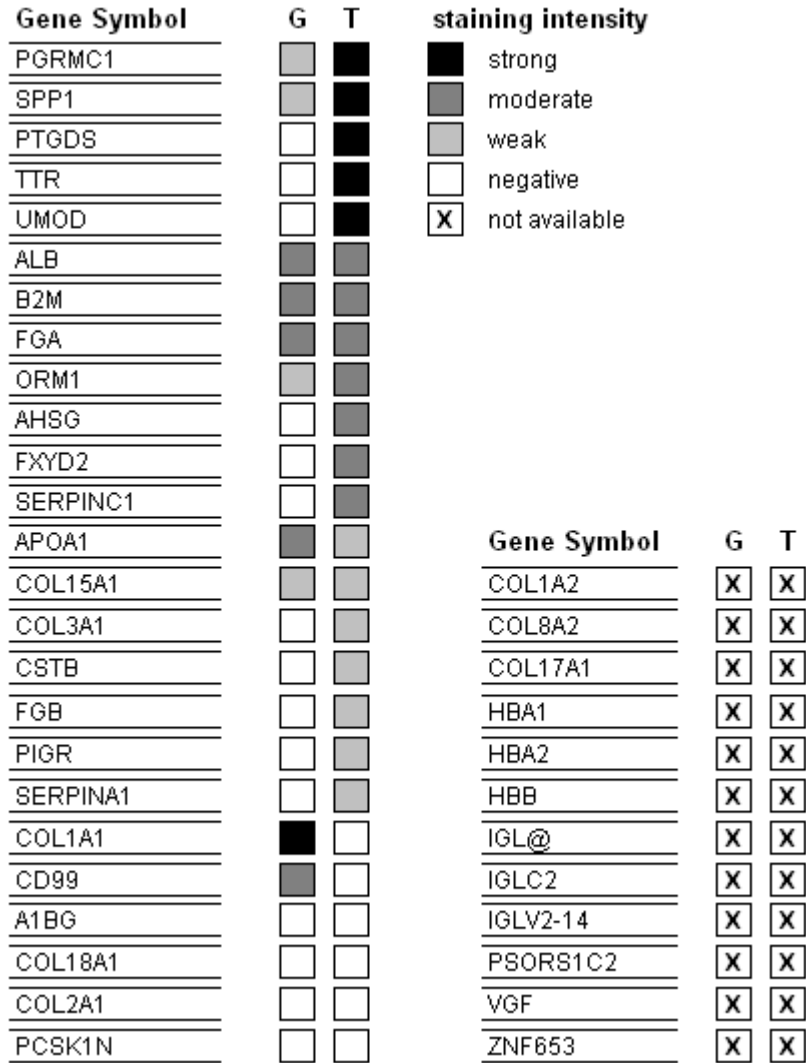 Gene Symbol G T staining intensity
PGRMC1 strong
SPP1 moderate
PTGDS weak
TTR negative
UMOD X not available
ALB
B2M
FGA
ORM1
AHSG
FXYD2
SERPINC1
APOA1 Gene Symbol G T
COL15A1 COL1A2 X X
COL3A1 COL8A2 X X
CSTB COL17A1 X X
FGB HBA1 X X
PIGR HBA2 X X
SERPINA1 HBB X X
COL1A1 IGL@ X X
CD99 IGLC2 X X
A1BG IGLV2-14 X X
COL18A1 PSORS1C2 X X
COL2A1 VGF X X
PCSK1N ZNF653 X X